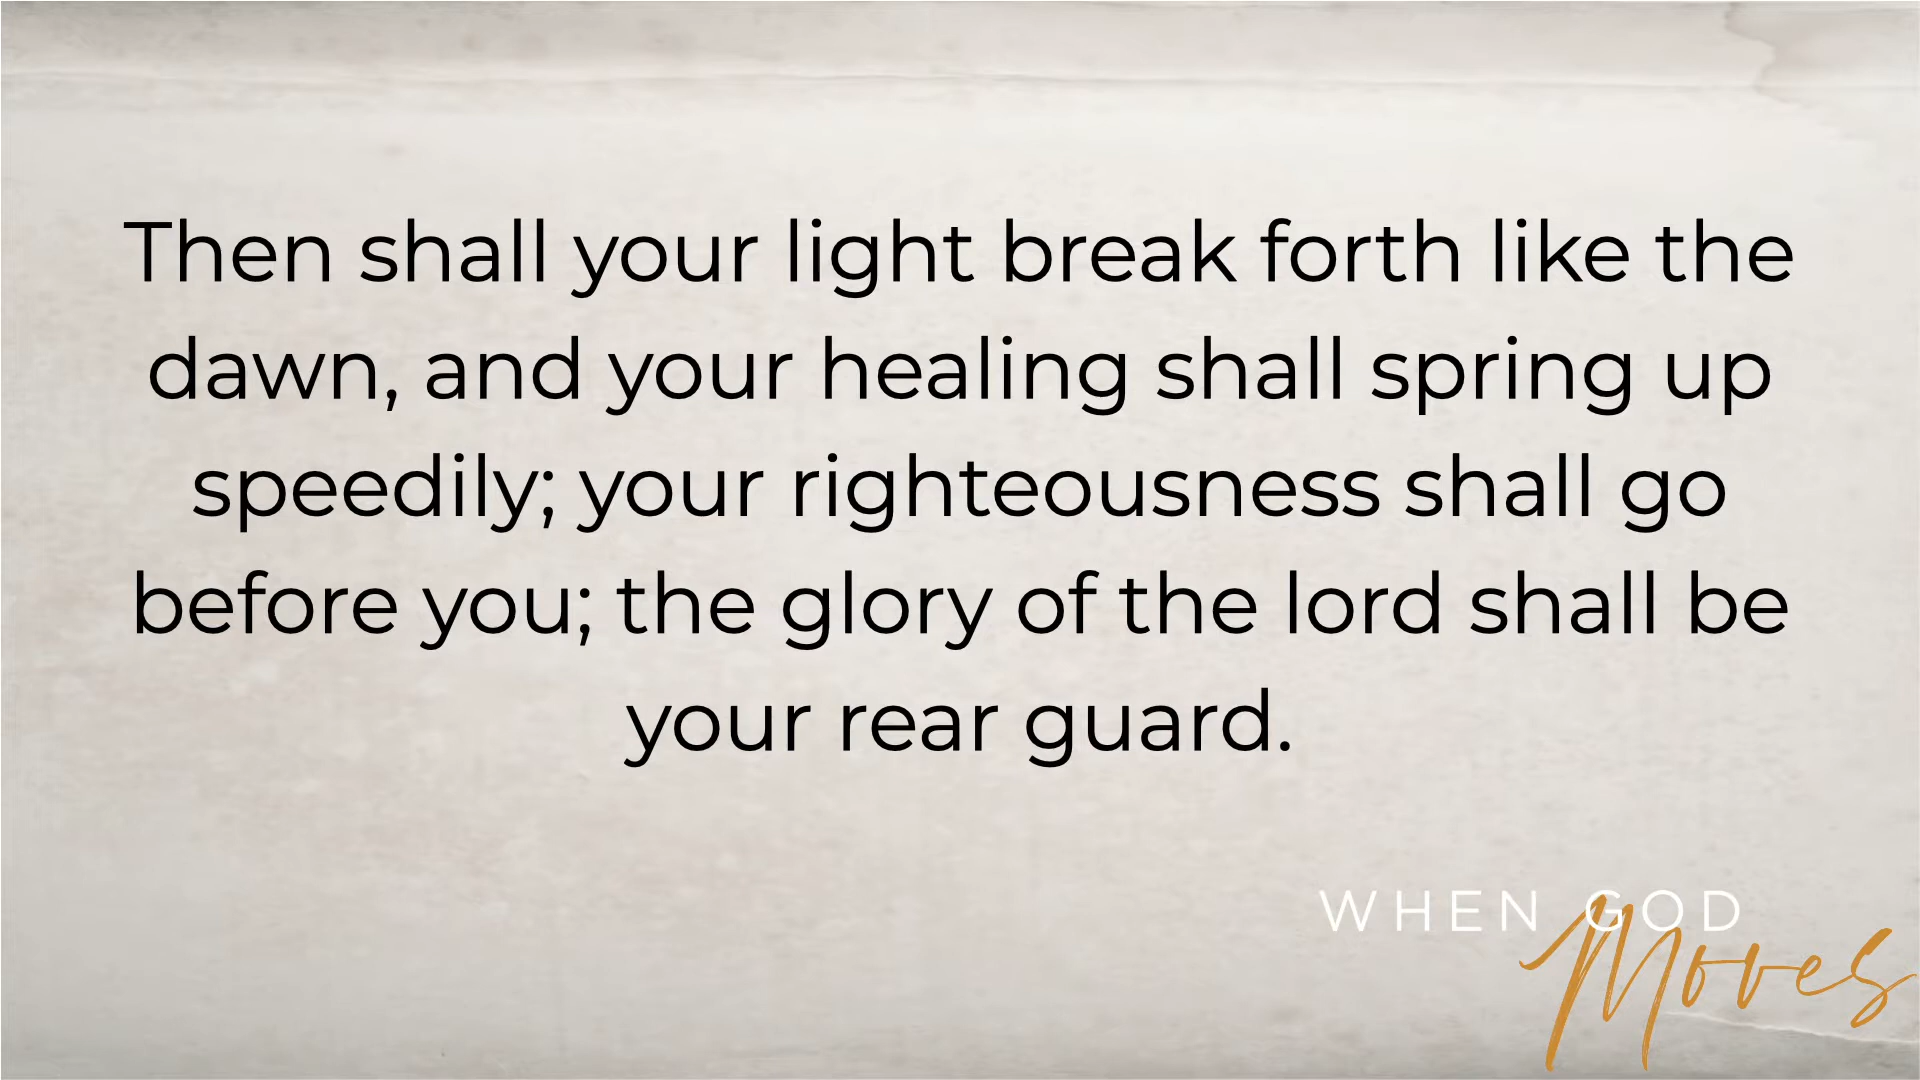 Then shall your light break forth like the
dawn, and your healing shall spring up
speedily; your righteousness shall go
before you; the glory of the lord shall be
your rear guard.
WHEN GOD
Moves